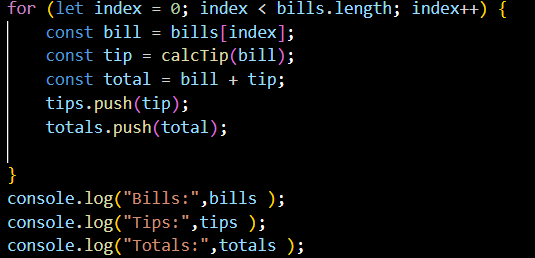 for (let index = 0; index < bills.length; index++) {
const bill = bills[index];
const tip = calcTip(bill);
const total = bill + tip;
tips.push(tip);
totals.push(total);
}
console.log("Bills:",bills );
console.log("Tips:",tips );
console.log("Totals:",totals );